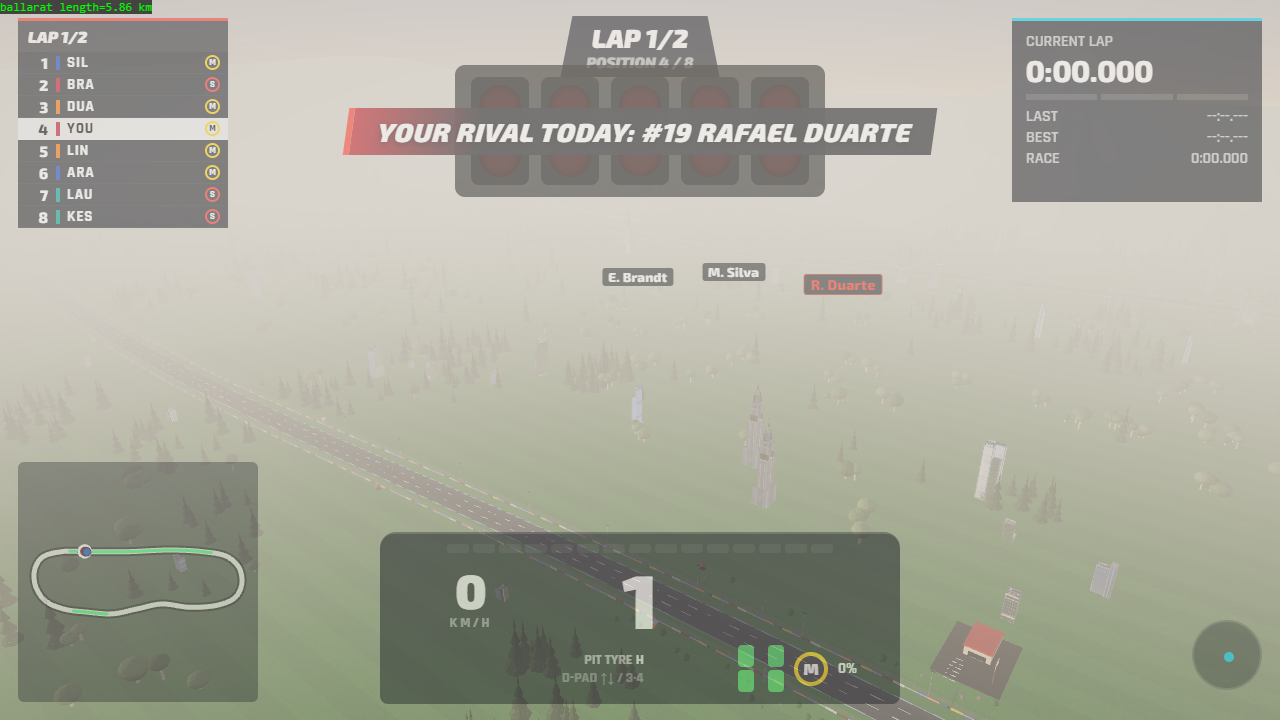 ballarat length=5.86 km
LAP 1/2
1 SIL M
2 BRA S
3 DUA M
4 YOU M
5 LIN M
6 ARA M
7 LAU S
8 KES S
LAP 1/2
POSITION 4 / 8
YOUR RIVAL TODAY: #19 RAFAEL DUARTE
CURRENT LAP
0:00.000
LAST --:--.---
BEST --:--.---
RACE 0:00.000
E. Brandt
M. Silva
R. Duarte
0
KM/H
1
PIT TYRE H
D-PAD ↑↓ / 3-4
M 0%